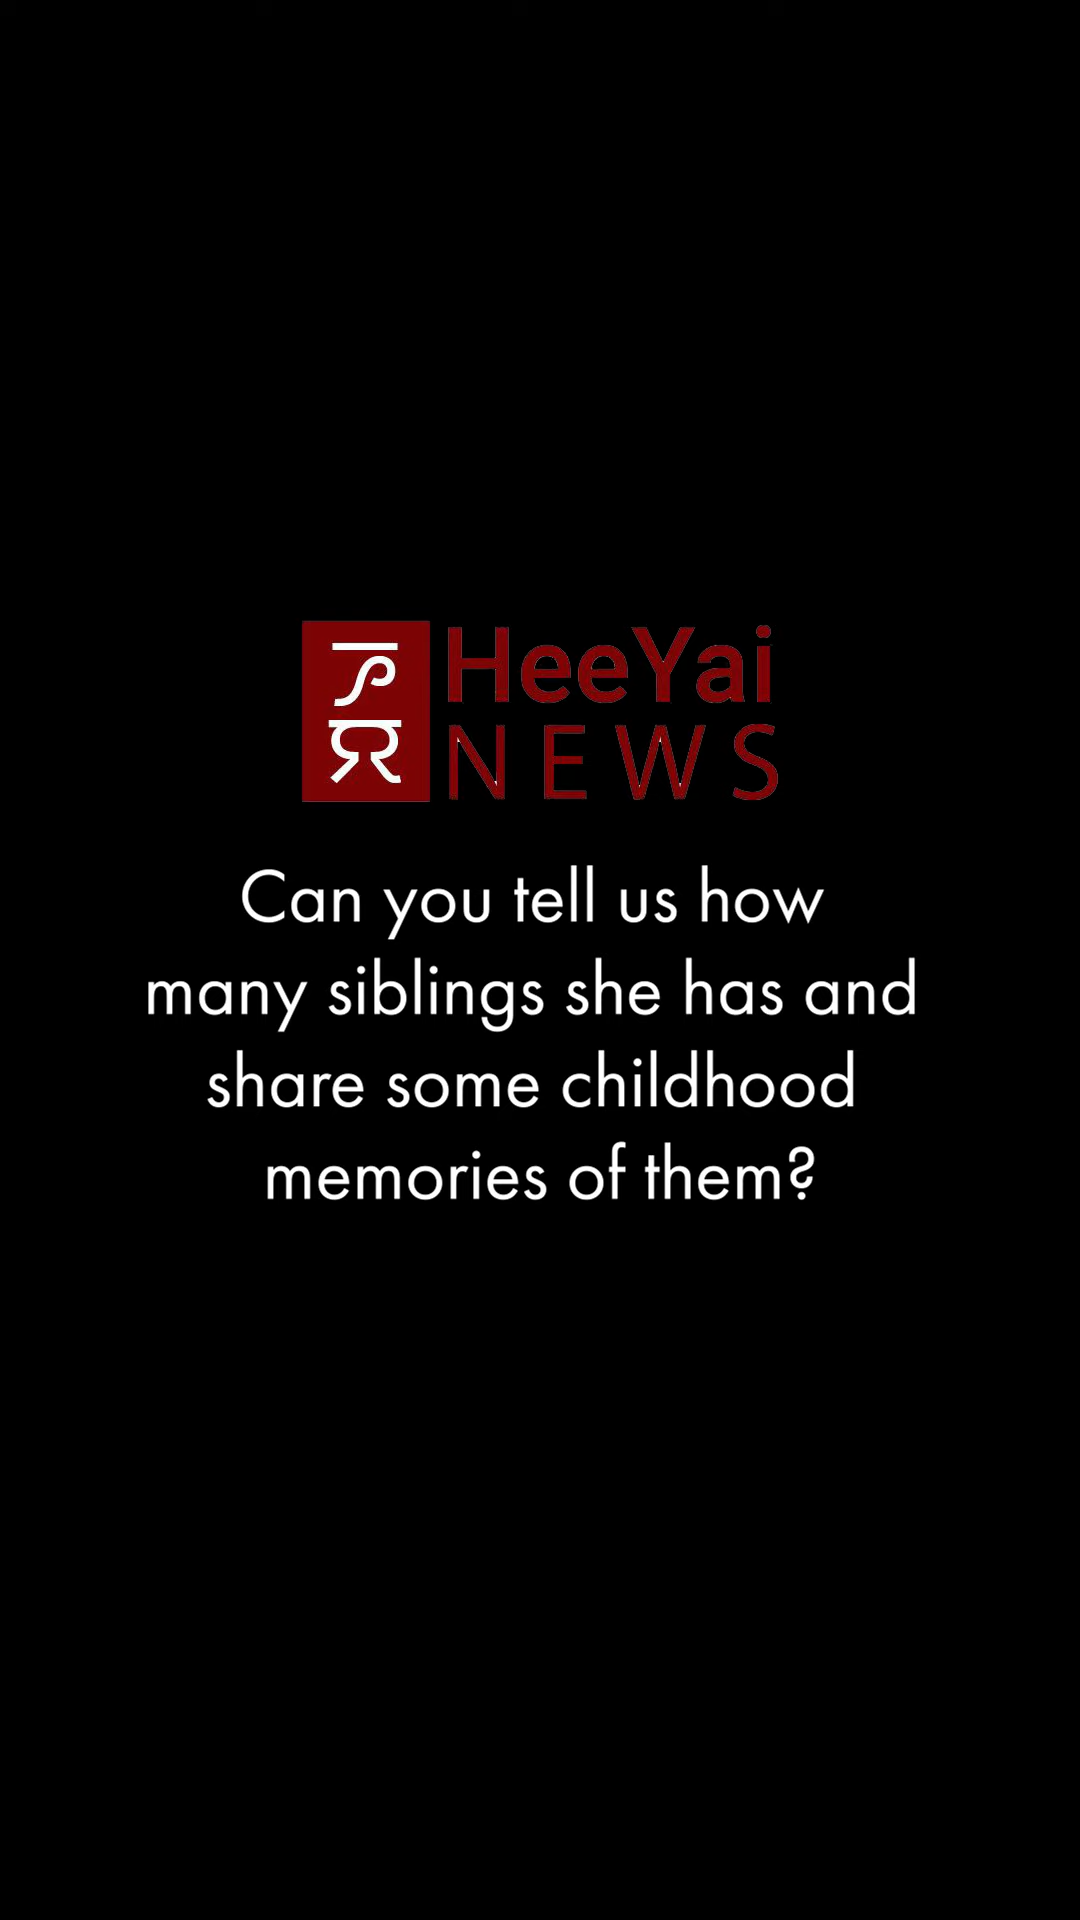 HeeYai
NEWS
Can you tell us how
many siblings she has and
share some childhood
memories of them?